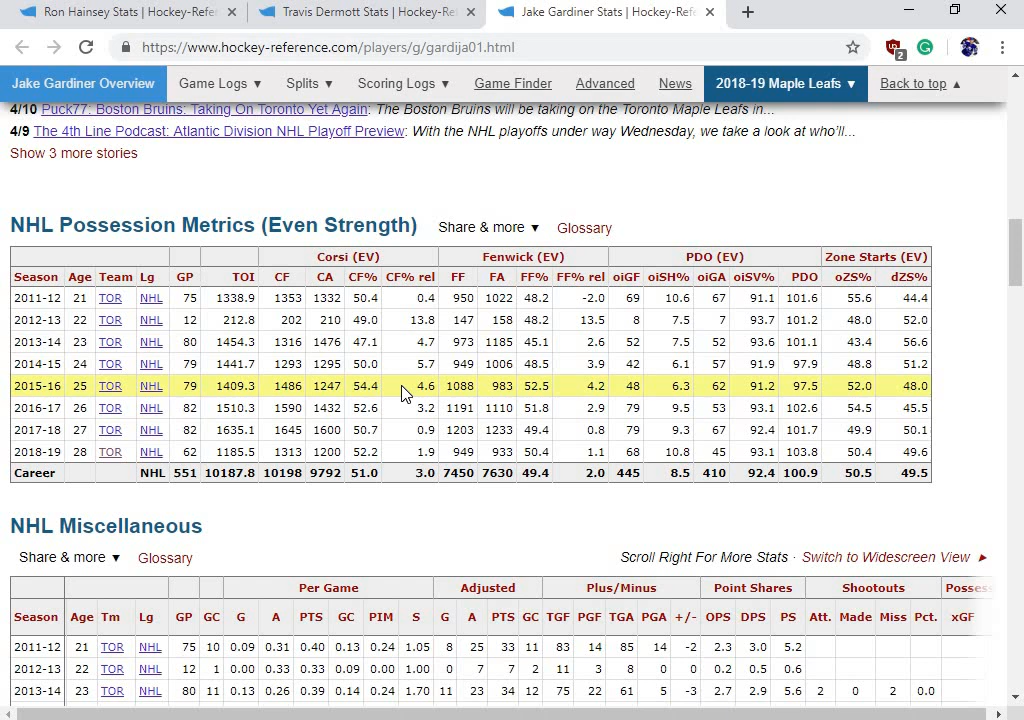 Ron Hainsey Stats | Hockey-Refe
Travis Dermott Stats | Hockey-Re
Jake Gardiner Stats | Hockey-Refe
https://www.hockey-reference.com/players/g/gardija01.html
2
Jake Gardiner Overview Game Logs ▼ Splits ▼ Scoring Logs ▼ Game Finder Advanced News 2018-19 Maple Leafs ▼ Back to top ▲
4/10 Puck77: Boston Bruins: Taking On Toronto Yet Again: The Boston Bruins will be taking on the Toronto Maple Leafs in...
4/9 The 4th Line Podcast: Atlantic Division NHL Playoff Preview: With the NHL playoffs under way Wednesday, we take a look at who'll...
Show 3 more stories
NHL Possession Metrics (Even Strength) Share & more ▼ Glossary
Corsi (EV) Fenwick (EV) PDO (EV) Zone Starts (EV)
Season Age Team Lg GP TOI CF CA CF% CF% rel FF FA FF% FF% rel oiGF oiSH% oiGA oiSV% PDO oZS% dZS%
2011-12 21 TOR NHL 75 1338.9 1353 1332 50.4 0.4 950 1022 48.2 -2.0 69 10.6 67 91.1 101.6 55.6 44.4
2012-13 22 TOR NHL 12 212.8 202 210 49.0 13.8 147 158 48.2 13.5 8 7.5 7 93.7 101.2 48.0 52.0
2013-14 23 TOR NHL 80 1454.3 1316 1476 47.1 4.7 973 1185 45.1 2.6 52 7.5 52 93.6 101.1 43.4 56.6
2014-15 24 TOR NHL 79 1441.7 1293 1295 50.0 5.7 949 1006 48.5 3.9 42 6.1 57 91.9 97.9 48.8 51.2
2015-16 25 TOR NHL 79 1409.3 1486 1247 54.4 4.6 1088 983 52.5 4.2 48 6.3 62 91.2 97.5 52.0 48.0
2016-17 26 TOR NHL 82 1510.3 1590 1432 52.6 3.2 1191 1110 51.8 2.9 79 9.5 53 93.1 102.6 54.5 45.5
2017-18 27 TOR NHL 82 1635.1 1645 1600 50.7 0.9 1203 1233 49.4 0.8 79 9.3 67 92.4 101.7 49.9 50.1
2018-19 28 TOR NHL 62 1185.5 1313 1200 52.2 1.9 949 933 50.4 1.1 68 10.8 45 93.1 103.8 50.4 49.6
Career NHL 551 10187.8 10198 9792 51.0 3.0 7450 7630 49.4 2.0 445 8.5 410 92.4 100.9 50.5 49.5
NHL Miscellaneous
Share & more ▼ Glossary Scroll Right For More Stats · Switch to Widescreen View ►
Per Game Adjusted Plus/Minus Point Shares Shootouts Possess
Season Age Tm Lg GP GC G A PTS GC PIM S G A PTS GC TGF PGF TGA PGA +/- OPS DPS PS Att. Made Miss Pct. xGF
2011-12 21 TOR NHL 75 10 0.09 0.31 0.40 0.13 0.24 1.05 8 25 33 11 83 14 85 14 -2 2.3 3.0 5.2
2012-13 22 TOR NHL 12 1 0.00 0.33 0.33 0.09 0.00 1.33 0 7 7 2 11 3 8 0 0 0.2 0.5 0.6
2013-14 23 TOR NHL 80 11 0.13 0.26 0.39 0.14 0.24 1.70 11 23 34 12 75 22 61 5 -3 2.7 2.9 5.6 2 0 2 0.0